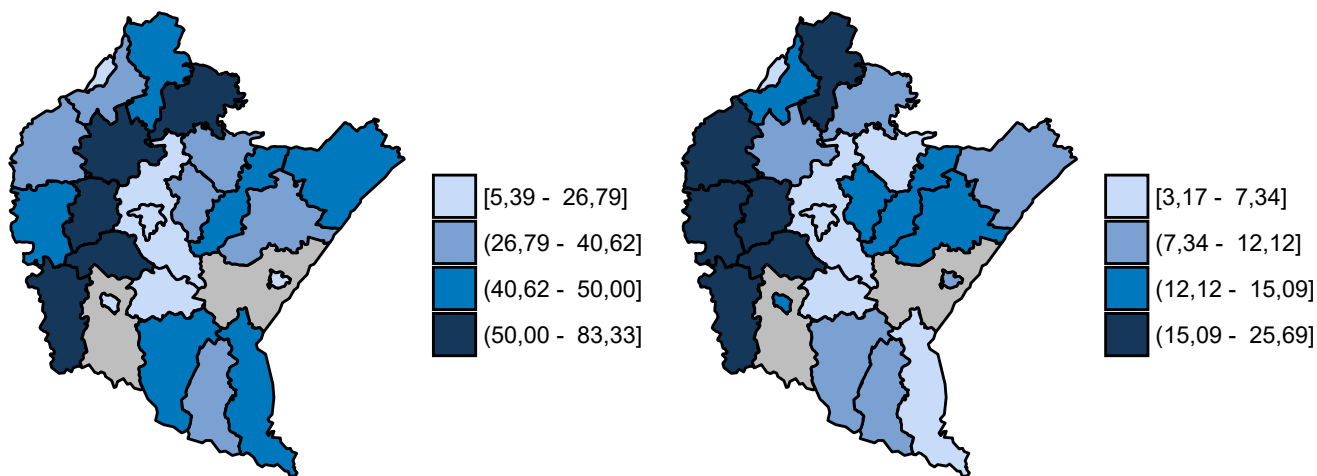 [5,39 - 26,79]
(26,79 - 40,62]
(40,62 - 50,00]
(50,00 - 83,33]
[3,17 - 7,34]
(7,34 - 12,12]
(12,12 - 15,09]
(15,09 - 25,69]